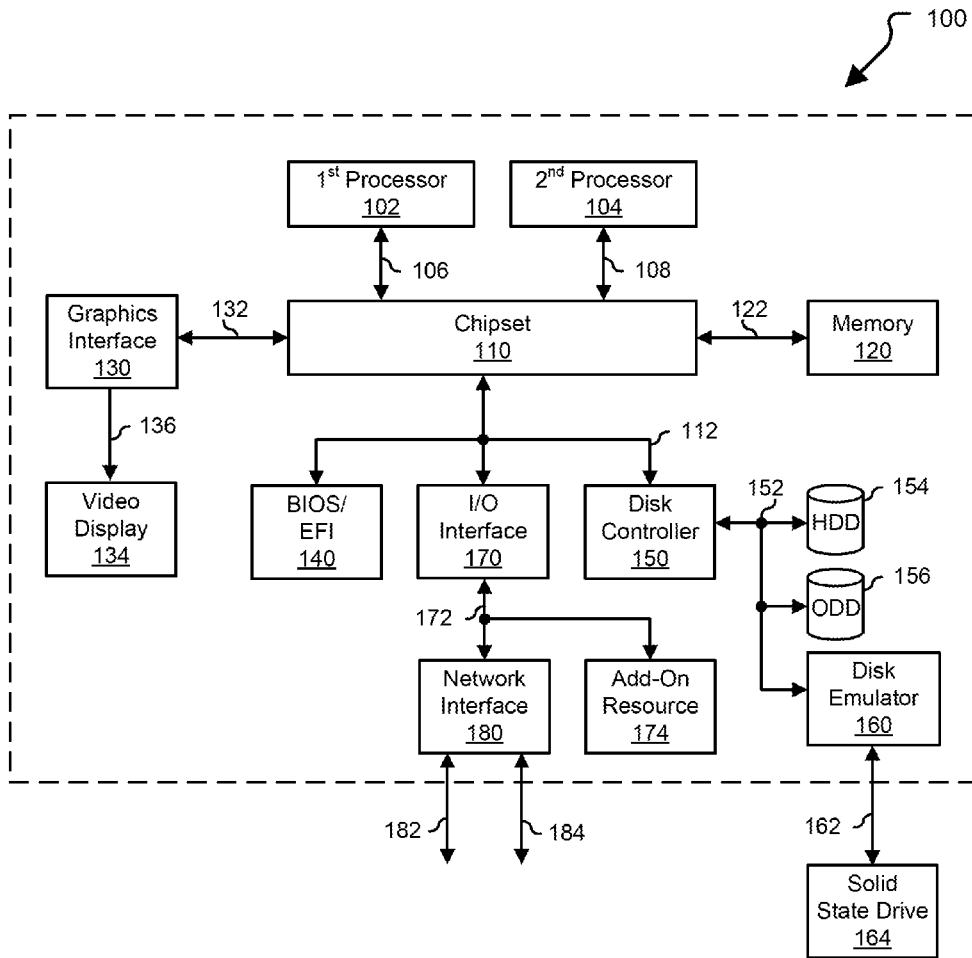 100
1st Processor
102
2nd Processor
104
106
108
Graphics
Interface
130
132
Chipset
110
122
Memory
120
136
112
Video
Display
134
BIOS/
EFI
140
I/O
Interface
170
Disk
Controller
150
152
HDD
154
ODD
156
172
Network
Interface
180
Add-On
Resource
174
Disk
Emulator
160
182
184
162
Solid
State Drive
164